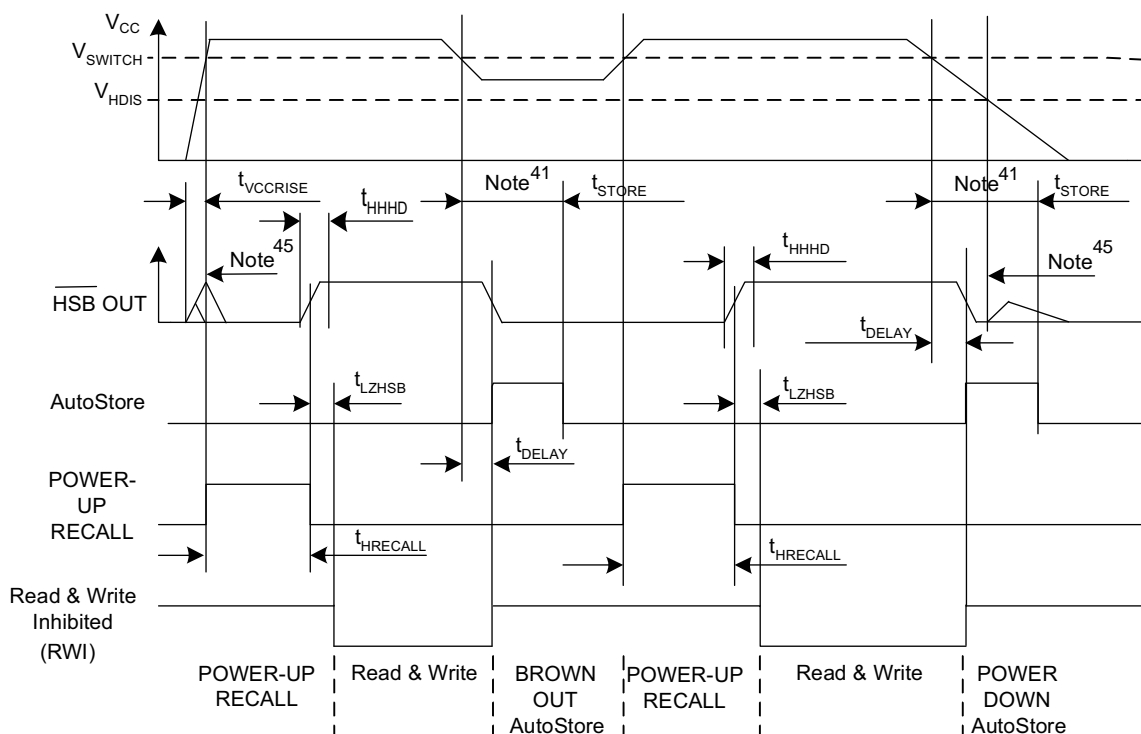 VCC
VSWITCH
VHDIS
tVCCRISE
Note41
tSTORE
Note41
tSTORE
tHHHD
Note45
tHHHD
Note45
HSB OUT
tDELAY
tLZHSB
tLZHSB
AutoStore
tDELAY
POWER-
UP
RECALL
tHRECALL
tHRECALL
Read & Write
Inhibited
(RWI)
POWER-UP
RECALL
Read & Write
BROWN
OUT
AutoStore
POWER-UP
RECALL
Read & Write
POWER
DOWN
AutoStore